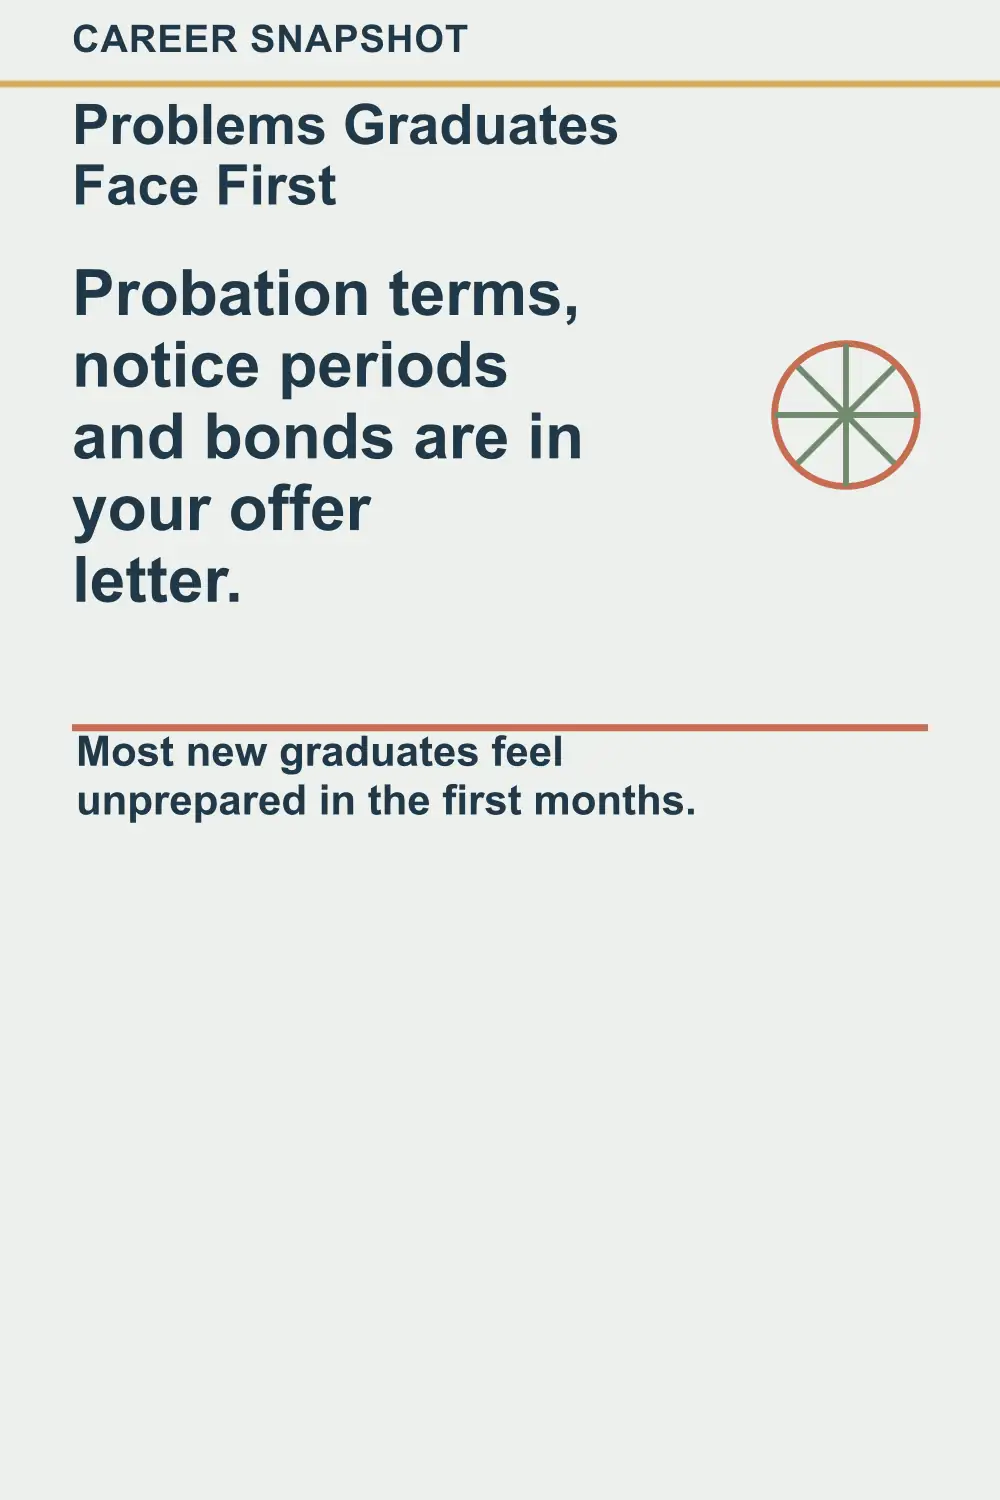 CAREER SNAPSHOT
Problems Graduates
Face First
Probation terms,
notice periods
and bonds are in
your offer
letter.
Most new graduates feel
unprepared in the first months.